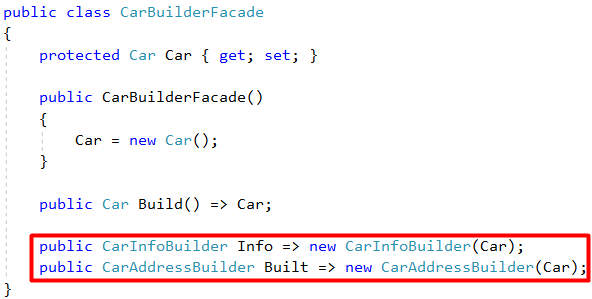 public class CarBuilderFacade
{
    protected Car Car { get; set; }
    public CarBuilderFacade()
    {
        Car = new Car();
    }
    public Car Build() => Car;
    public CarInfoBuilder Info => new CarInfoBuilder(Car);
    public CarAddressBuilder Built => new CarAddressBuilder(Car);
}